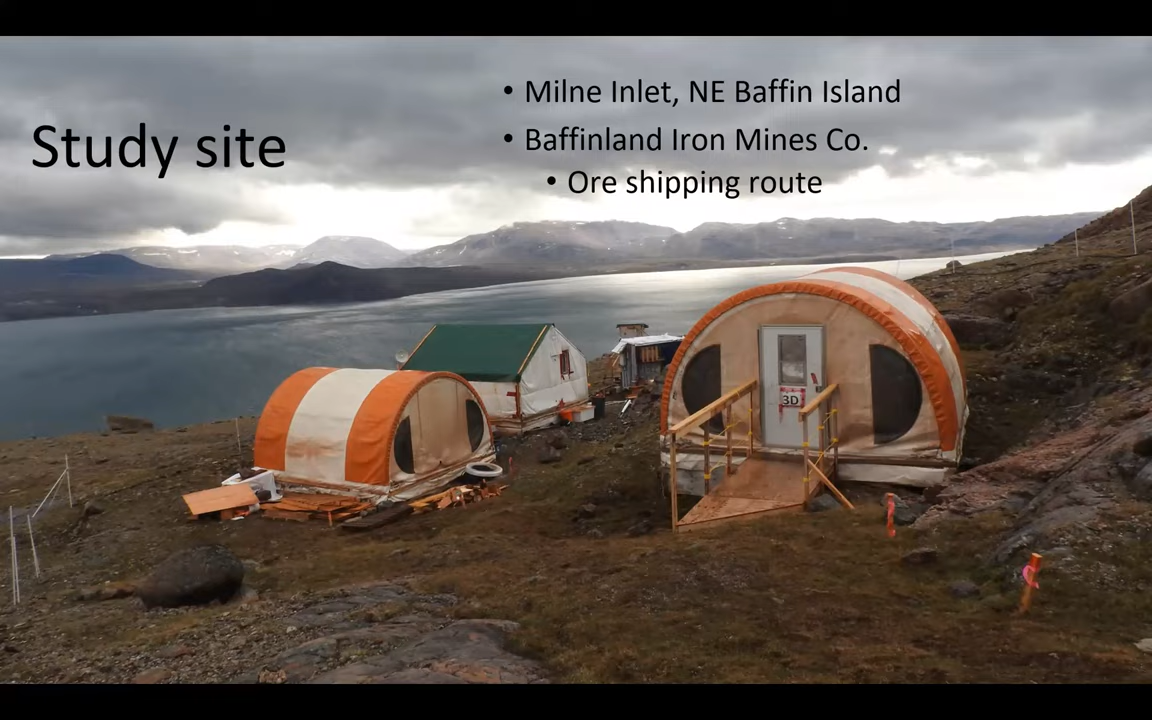 Study site
• Milne Inlet, NE Baffin Island
• Baffinland Iron Mines Co.
• Ore shipping route
3D